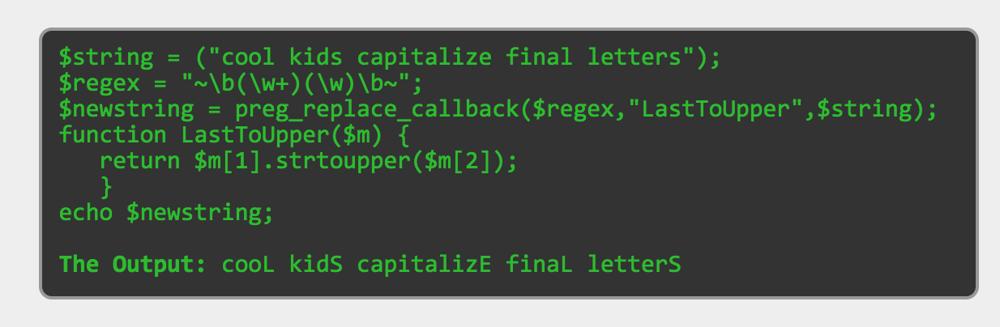 $string = ("cool kids capitalize final letters");
$regex = "~\b(\w+)(\w)\b~";
$newstring = preg_replace_callback($regex,"LastToUpper",$string);
function LastToUpper($m) {
   return $m[1].strtoupper($m[2]);
   }
echo $newstring;
The Output: cooL kidS capitalizE finaL letterS